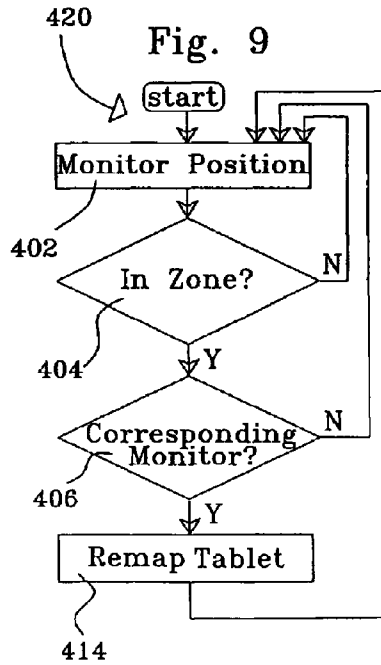 420
Fig. 9
start
Monitor Position
402
In Zone?
N
404
Y
Corresponding
Monitor?
N
406
Y
Remap Tablet
414